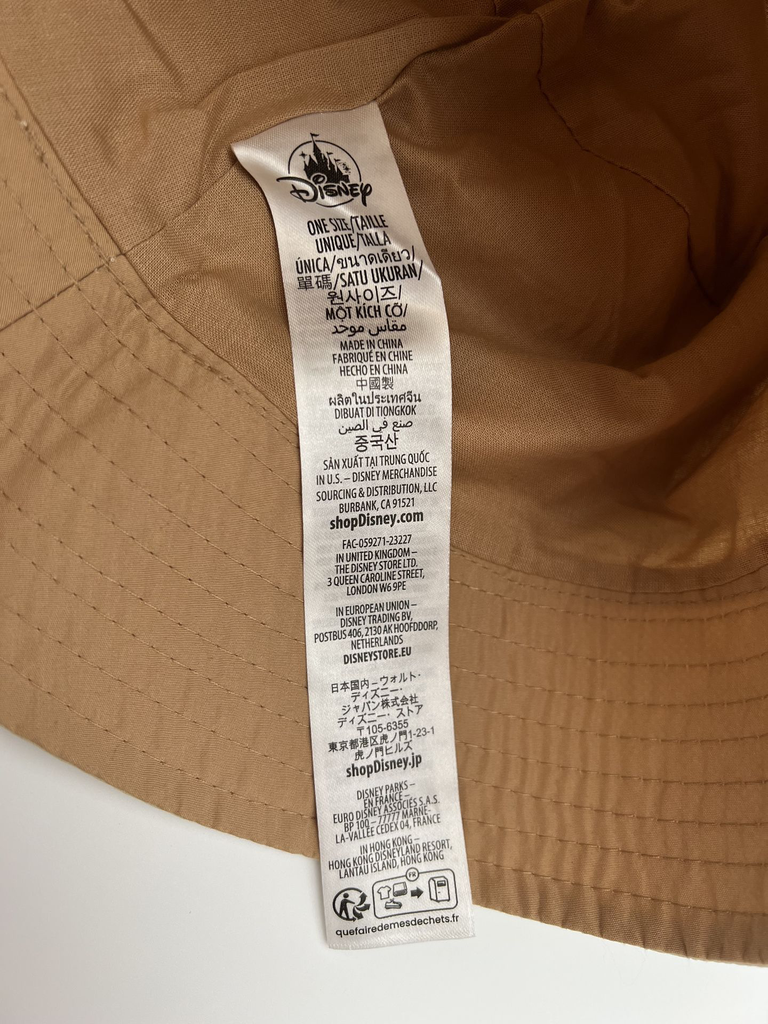 Disney
ONE SIZE/TAILLE
UNIQUE/TALLA
ÚNICA/ขนาดเดียว/
單碼/SATU UKURAN/
원사이즈/
MỘT KÍCH CỠ/
مقاس موحد
MADE IN CHINA
FABRIQUÉ EN CHINE
HECHO EN CHINA
中國製
ผลิตในประเทศจีน
DIBUAT DI TIONGKOK
صنع في الصين
중국산
SẢN XUẤT TẠI TRUNG QUỐC
IN U.S. – DISNEY MERCHANDISE
SOURCING & DISTRIBUTION, LLC
BURBANK, CA 91521
shopDisney.com
FAC-059271-23227
IN UNITED KINGDOM –
THE DISNEY STORE LTD.
3 QUEEN CAROLINE STREET,
LONDON W6 9PE
IN EUROPEAN UNION –
DISNEY TRADING BV,
POSTBUS 406, 2130 AK HOOFDDORP,
NETHERLANDS
DISNEYSTORE.EU
日本国内 – ウォルト・
ディズニー・
ジャパン株式会社
ディズニー・ストア
〒105-6355
東京都港区虎ノ門1-23-1
虎ノ門ヒルズ
shopDisney.jp
DISNEY PARKS –
EN FRANCE –
EURO DISNEY ASSOCIÉS S.A.S.
BP 100 – 77777 MARNE-
LA-VALLÉE CEDEX 04, FRANCE
IN HONG KONG –
HONG KONG DISNEYLAND RESORT,
LANTAU ISLAND, HONG KONG
FR
quefairedemesdechets.fr